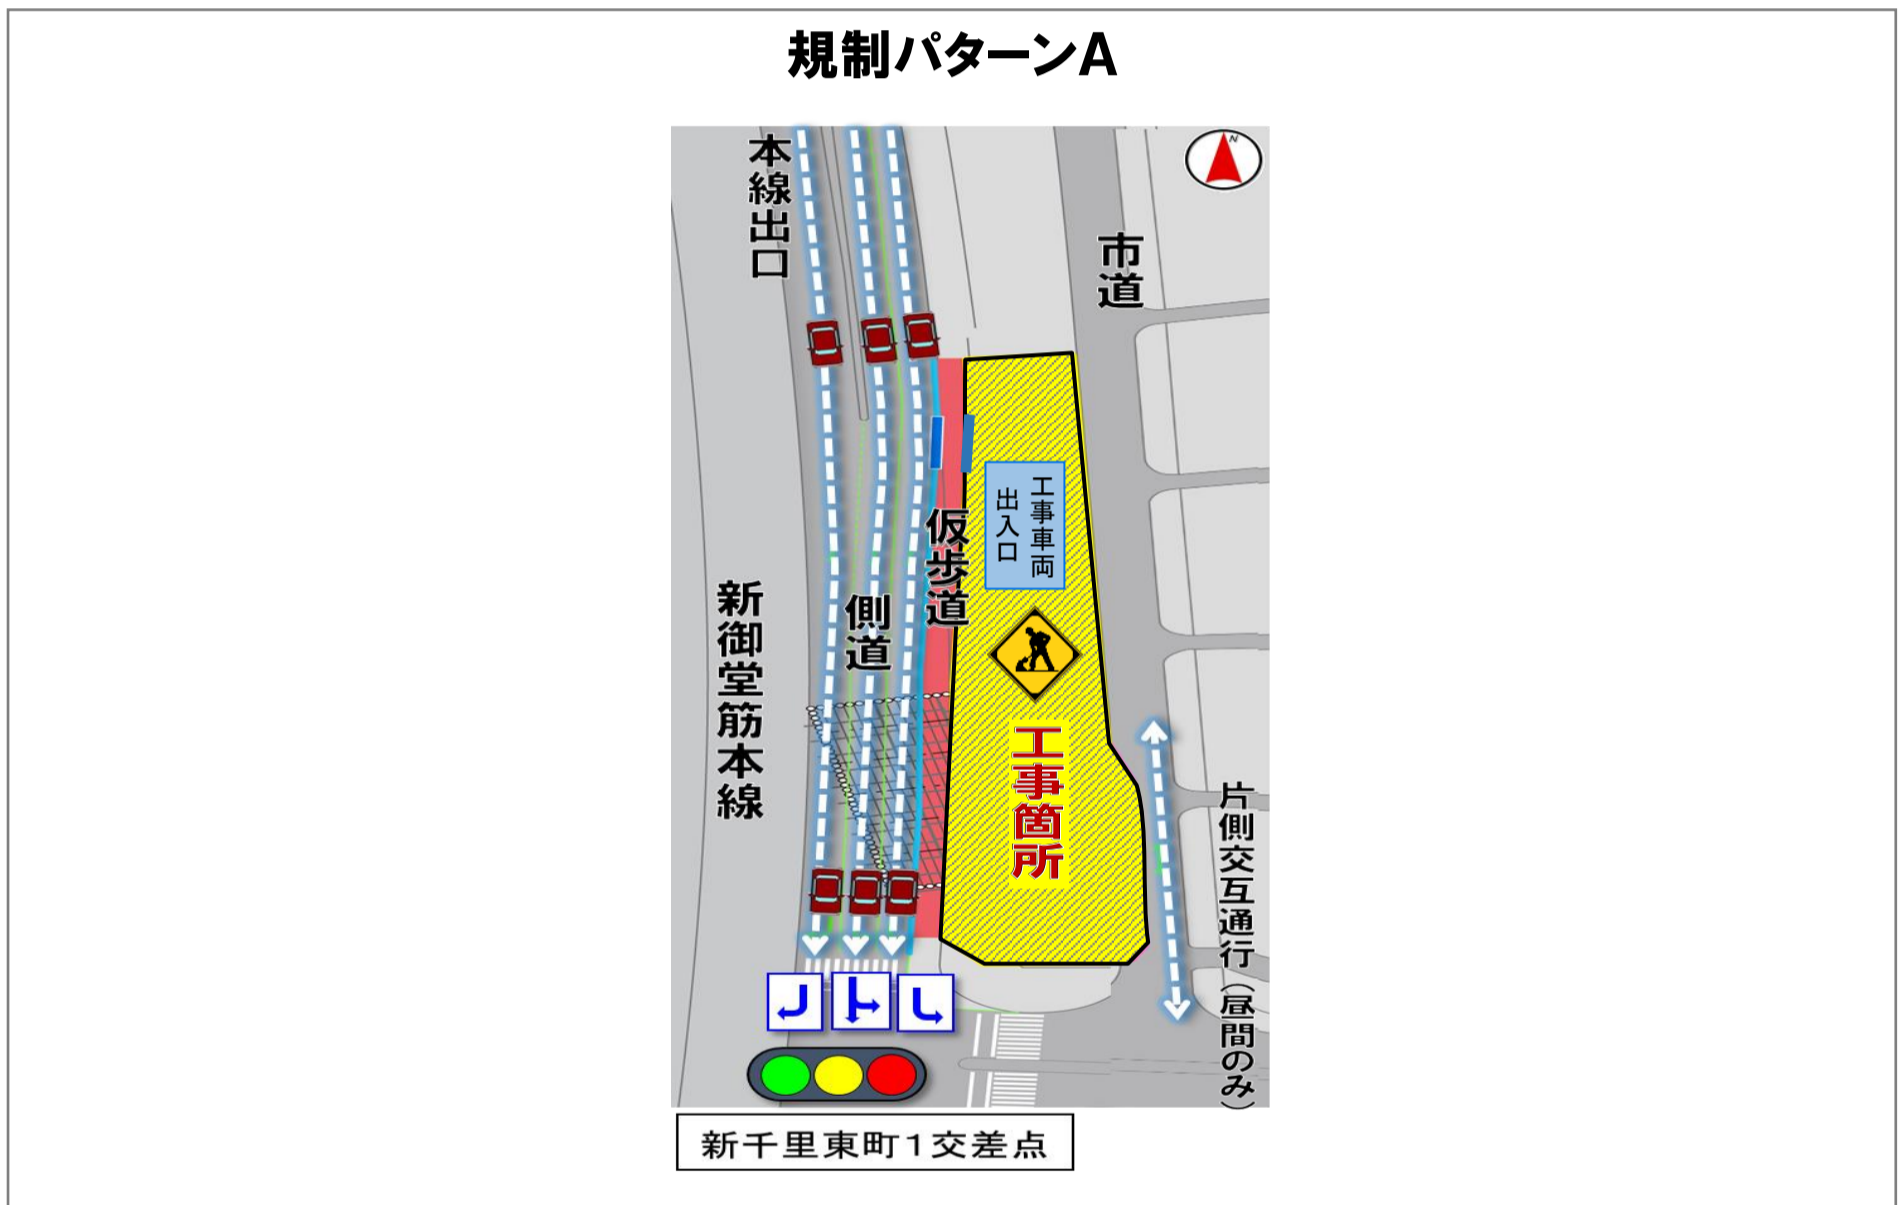 規制パターンA
本線出口
N
市道
工事車両
出入口
仮歩道
側道
新御堂筋本線
工事箇所
片側交互通行（昼間のみ）
新千里東町１交差点